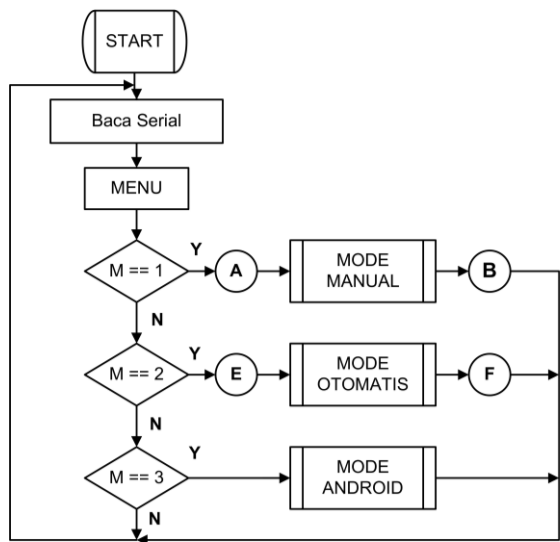 START
Baca Serial
MENU
M == 1
Y
A
MODE
MANUAL
B
N
M == 2
Y
E
MODE
OTOMATIS
F
N
M == 3
Y
MODE
ANDROID
N